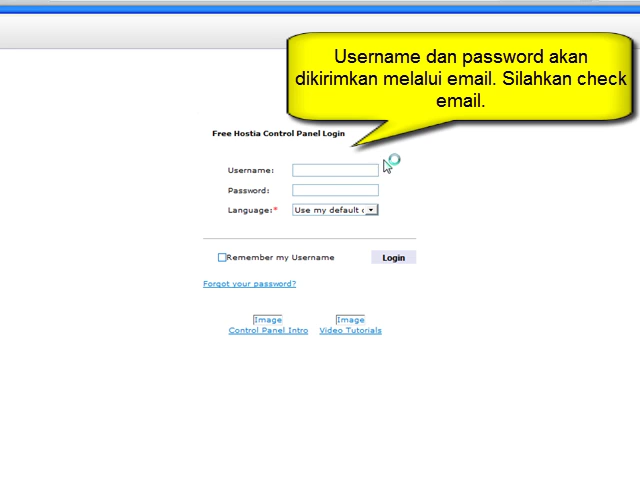 Username dan password akan
dikirimkan melalui email. Silahkan check
email.
Free Hostia Control Panel Login
Username:
Password:
Language:* Use my default
Remember my Username Login
Forgot your password?
Image Image
Control Panel Intro Video Tutorials